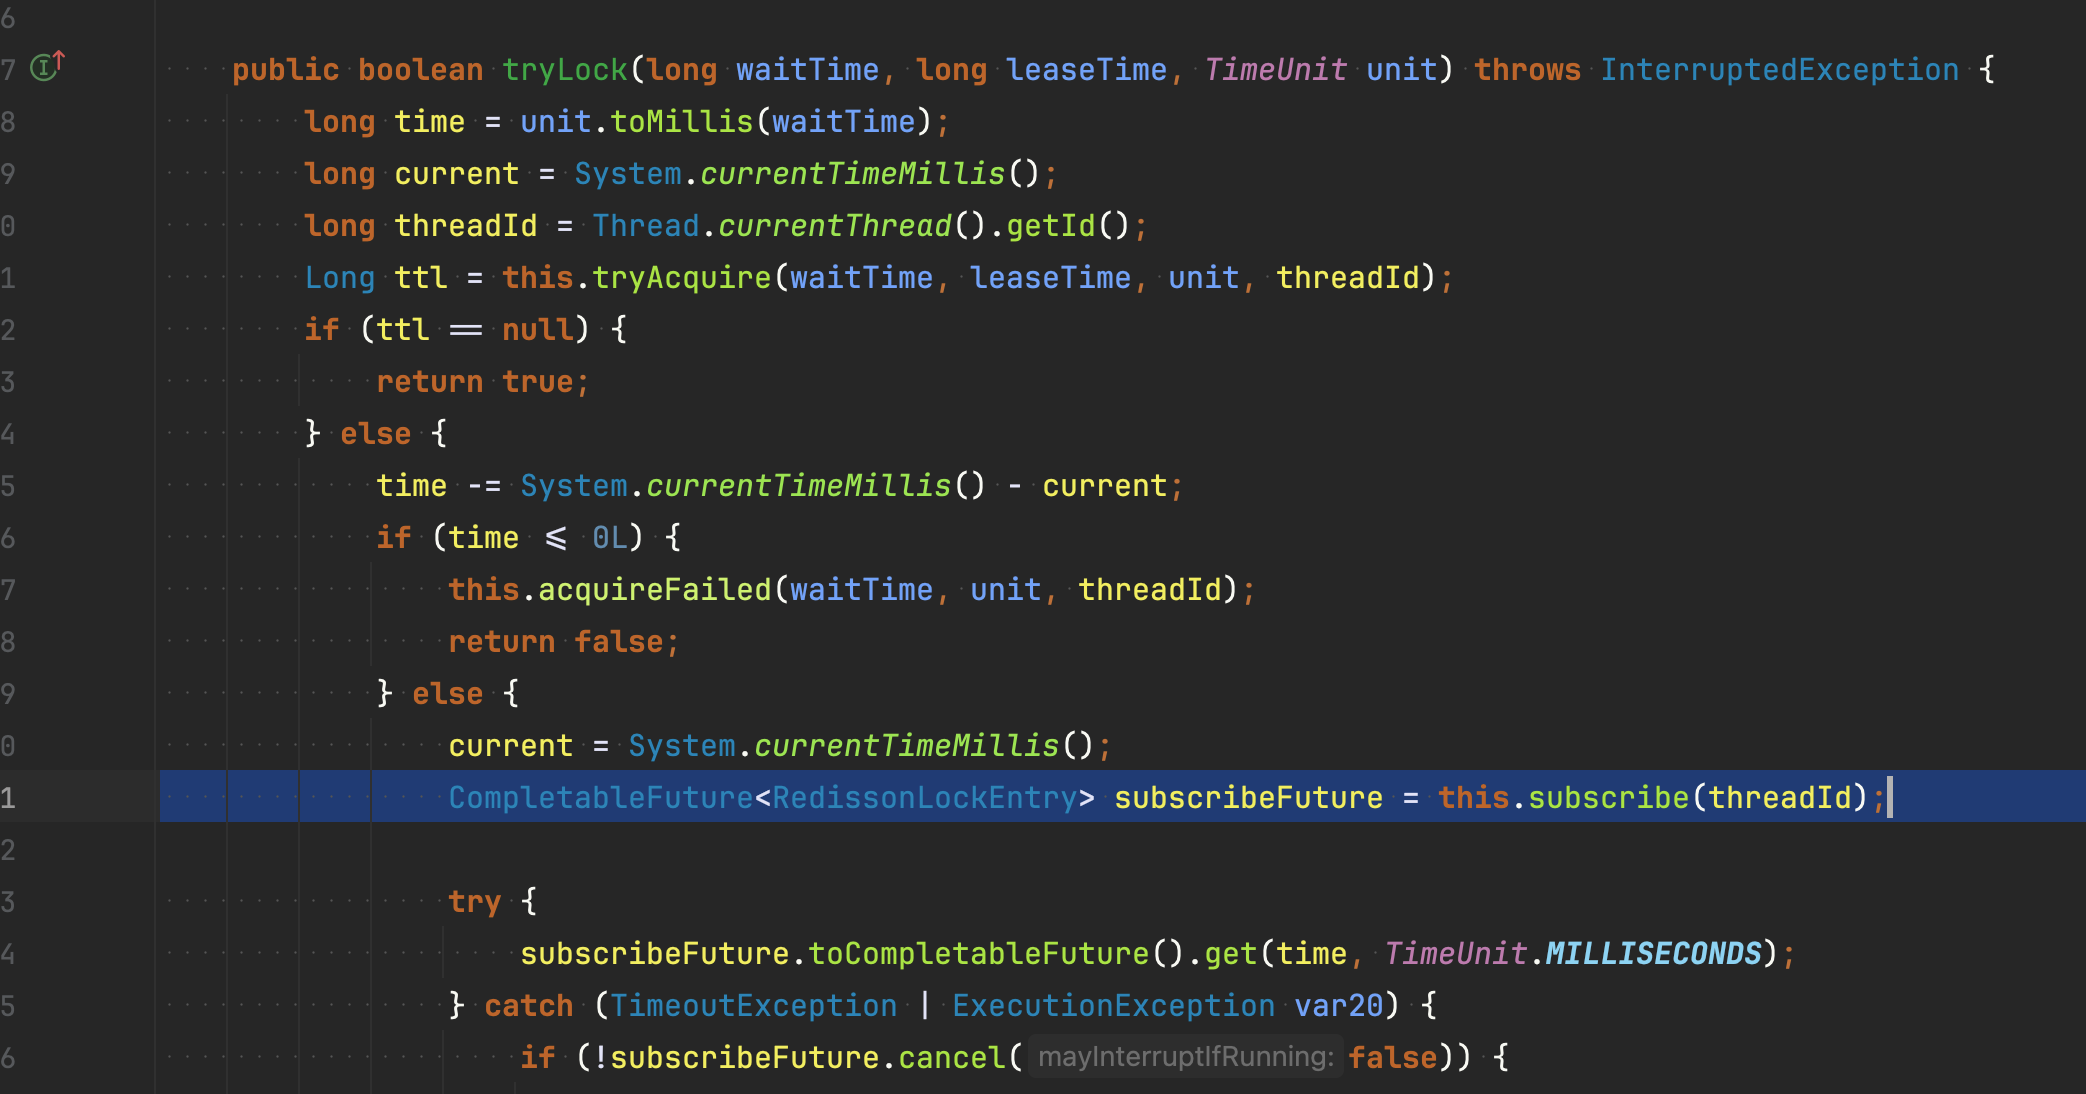 6
7 public boolean tryLock(long waitTime, long leaseTime, TimeUnit unit) throws InterruptedException {
8 long time = unit.toMillis(waitTime);
9 long current = System.currentTimeMillis();
0 long threadId = Thread.currentThread().getId();
1 Long ttl = this.tryAcquire(waitTime, leaseTime, unit, threadId);
2 if (ttl == null) {
3 return true;
4 } else {
5 time -= System.currentTimeMillis() - current;
6 if (time <= 0L) {
7 this.acquireFailed(waitTime, unit, threadId);
8 return false;
9 } else {
0 current = System.currentTimeMillis();
1 CompletableFuture<RedissonLockEntry> subscribeFuture = this.subscribe(threadId);
2
3 try {
4 subscribeFuture.toCompletableFuture().get(time, TimeUnit.MILLISECONDS);
5 } catch (TimeoutException | ExecutionException var20) {
6 if (!subscribeFuture.cancel( mayInterruptIfRunning: false)) {